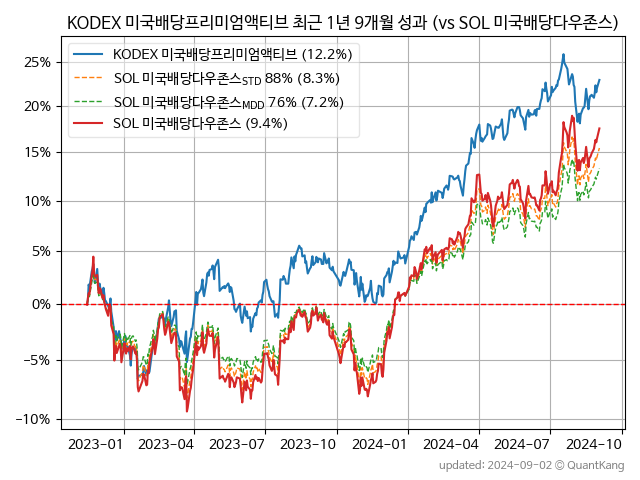 KODEX 미국배당프리미엄액티브 최근 1년 9개월 성과 (vs SOL 미국배당다우존스)
KODEX 미국배당프리미엄액티브 (12.2%)
SOL 미국배당다우존스STD 88% (8.3%)
SOL 미국배당다우존스MDD 76% (7.2%)
SOL 미국배당다우존스 (9.4%)
25%
20%
15%
10%
5%
0%
−5%
−10%
2023-01 2023-04 2023-07 2023-10 2024-01 2024-04 2024-07 2024-10
updated: 2024-09-02 © QuantKang